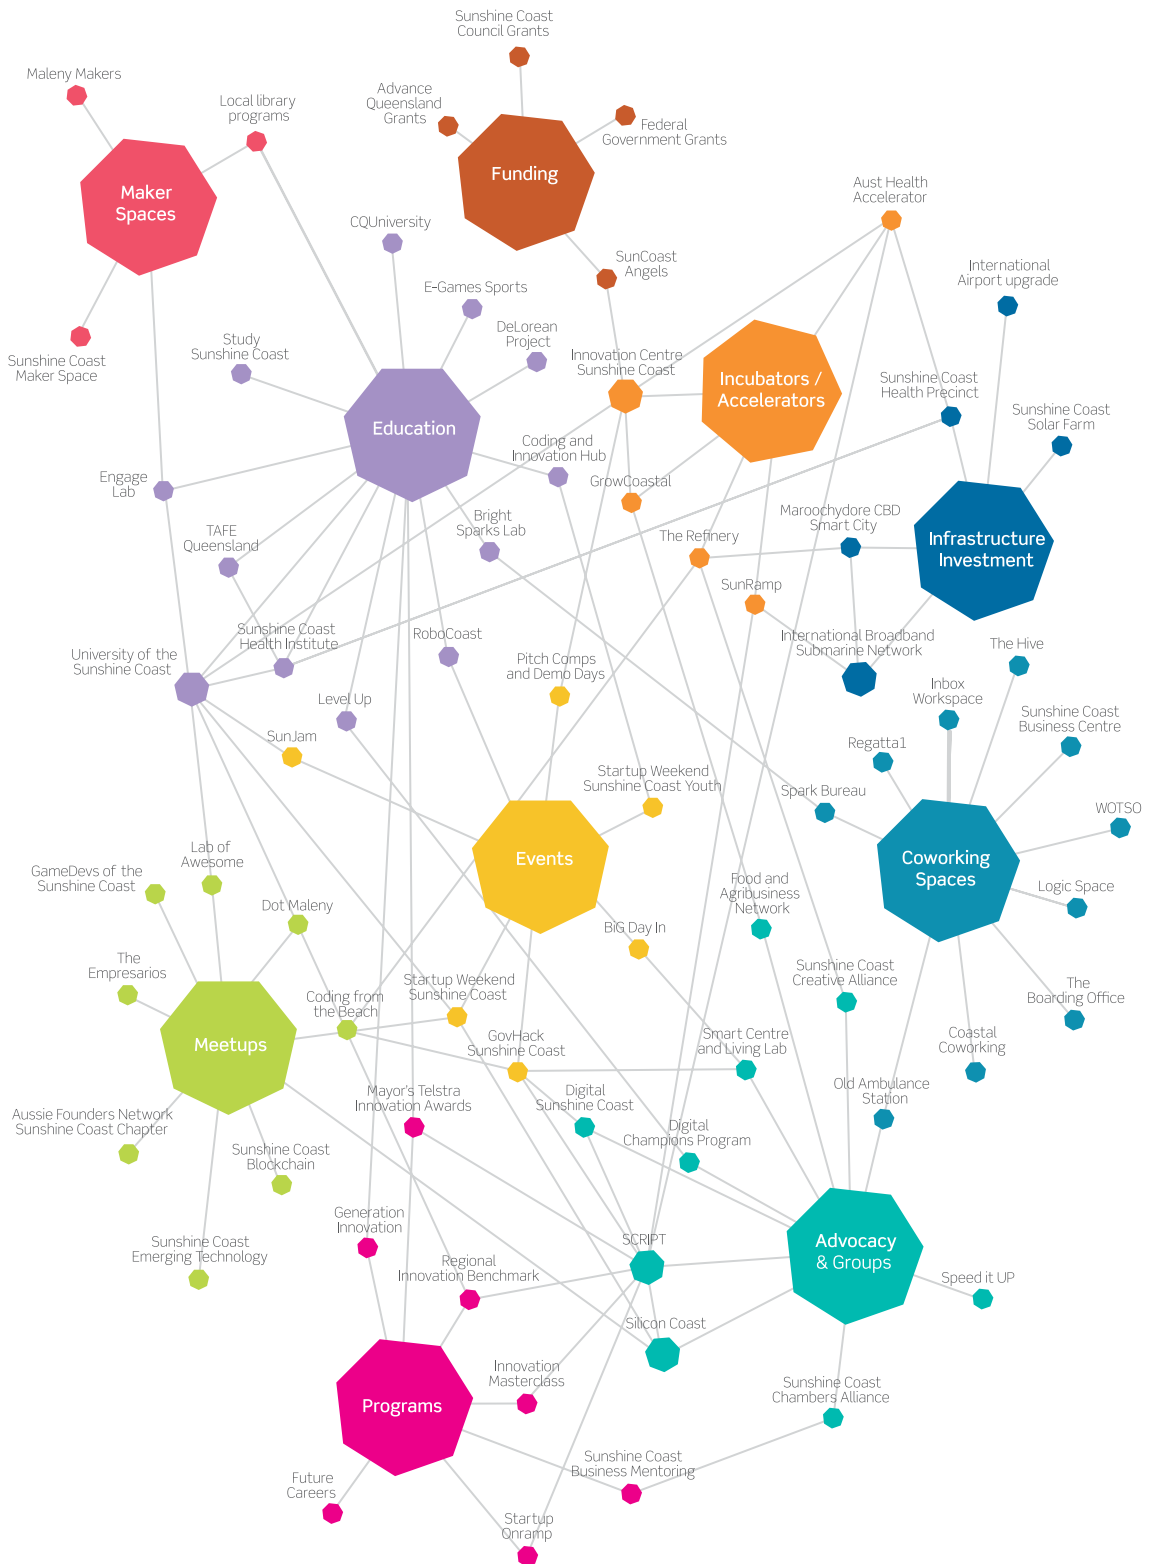 Sunshine Coast
Council Grants
Maleny Makers
Local library
programs
Advance
Queensland
Grants
Federal
Government Grants
Funding
Maker
Spaces
Aust Health
Accelerator
CQUniversity
SunCoast
Angels
International
Airport upgrade
E-Games Sports
DeLorean
Project
Study
Sunshine Coast
Sunshine Coast
Maker Space
Innovation Centre
Sunshine Coast
Incubators /
Accelerators
Sunshine Coast
Health Precinct
Sunshine Coast
Solar Farm
Education
Coding and
Innovation Hub
Engage
Lab
GrowCoastal
Bright
Sparks Lab
Maroochydore CBD
Smart City
TAFE
Queensland
The Refinery
Infrastructure
Investment
SunRamp
Sunshine Coast
Health Institute
RoboCoast
International Broadband
Submarine Network
The Hive
University of the
Sunshine Coast
Pitch Comps
and Demo Days
Inbox
Workspace
Level Up
Sunshine Coast
Business Centre
SunJam
Regatta1
Startup Weekend
Sunshine Coast Youth
Spark Bureau
WOTSO
Events
Coworking
Spaces
Lab of
Awesome
GameDevs of the
Sunshine Coast
Food and
Agribusiness
Network
Logic Space
Dot Maleny
BiG Day In
The
Empresarios
Startup Weekend
Sunshine Coast
Sunshine Coast
Creative Alliance
The
Boarding Office
Coding from
the Beach
Meetups
GovHack
Sunshine Coast
Smart Centre
and Living Lab
Coastal
Coworking
Mayor's Telstra
Innovation Awards
Digital
Sunshine Coast
Old Ambulance
Station
Aussie Founders Network
Sunshine Coast Chapter
Digital
Champions Program
Sunshine Coast
Blockchain
Generation
Innovation
Sunshine Coast
Emerging Technology
SCRIPT
Advocacy
& Groups
Regional
Innovation Benchmark
Speed it UP
Silicon Coast
Innovation
Masterclass
Sunshine Coast
Chambers Alliance
Programs
Sunshine Coast
Business Mentoring
Future
Careers
Startup
Onramp